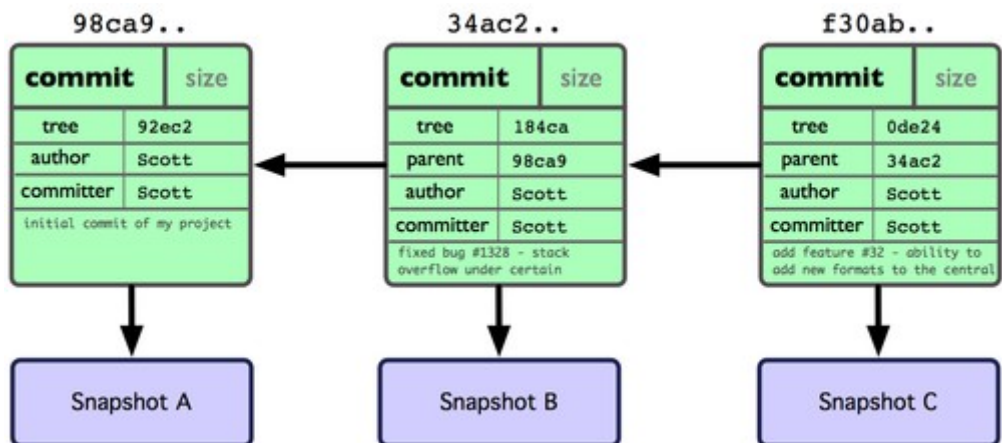 98ca9..
commit size
tree 92ec2
author Scott
committer Scott
initial commit of my project
Snapshot A
34ac2..
commit size
tree 184ca
parent 98ca9
author Scott
committer Scott
fixed bug #1328 - stack
overflow under certain
Snapshot B
f30ab..
commit size
tree 0de24
parent 34ac2
author Scott
committer Scott
add feature #32 - ability to
add new formats to the central
Snapshot C